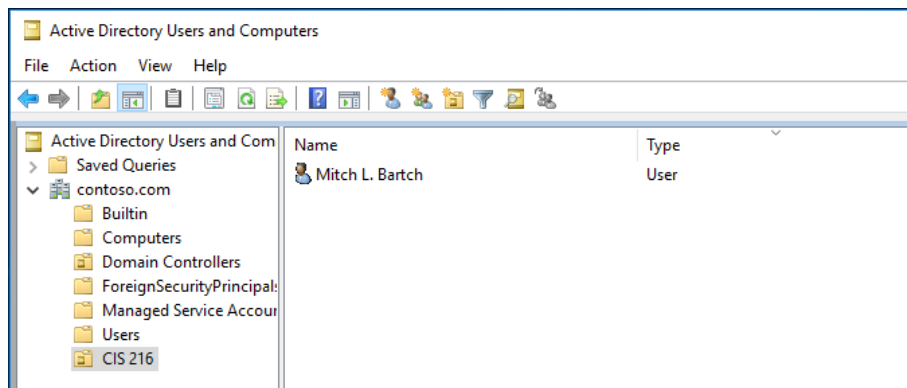 Active Directory Users and Computers
File Action View Help
Active Directory Users and Com
Name Type
Saved Queries
Mitch L. Bartch User
contoso.com
Builtin
Computers
Domain Controllers
ForeignSecurityPrincipals
Managed Service Accour
Users
CIS 216